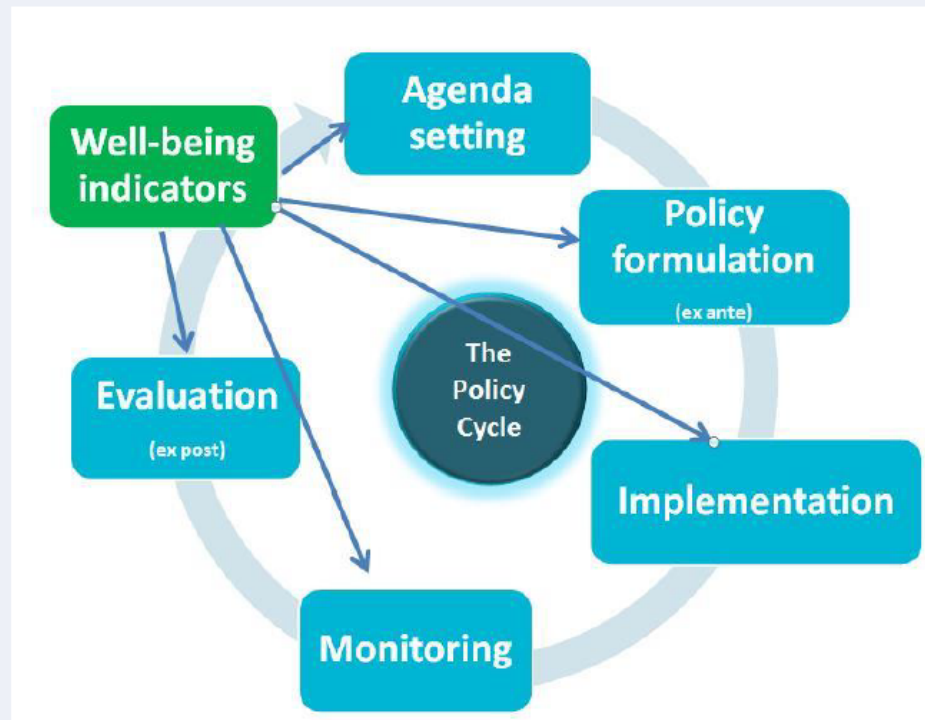 Agenda
setting
Well-being
indicators
Policy
formulation
(ex ante)
The
Policy
Cycle
Evaluation
(ex post)
Implementation
Monitoring